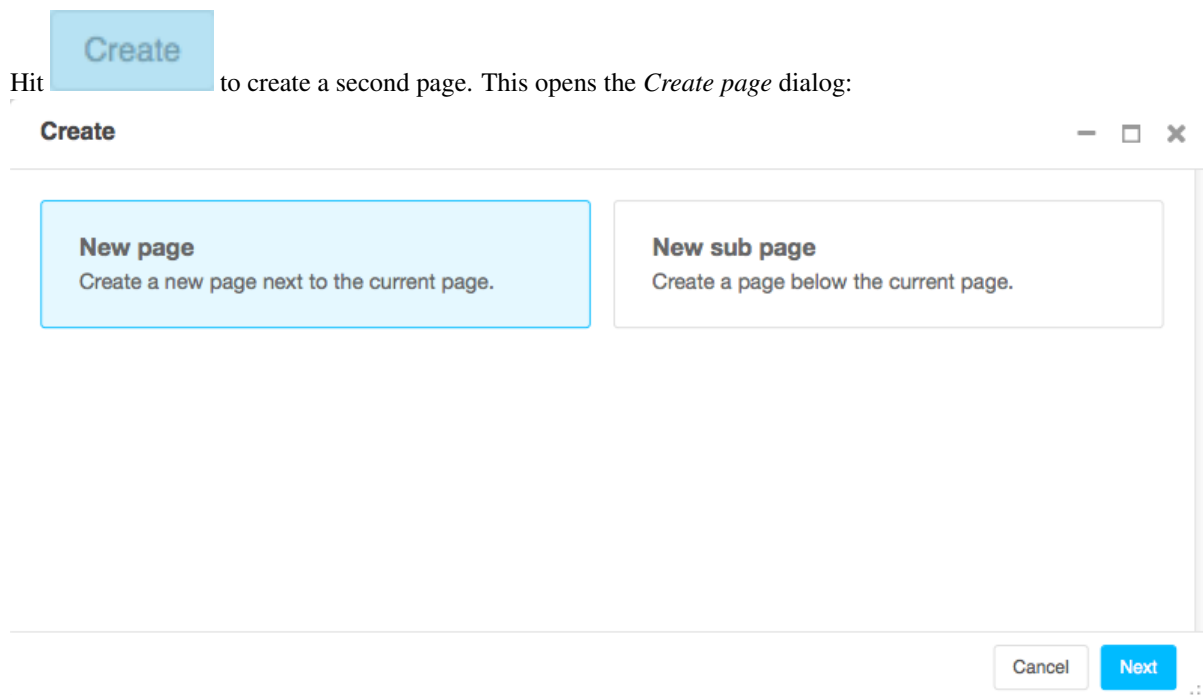 Hit Create to create a second page. This opens the Create page dialog:
Create
New page
Create a new page next to the current page.
New sub page
Create a page below the current page.
Cancel
Next